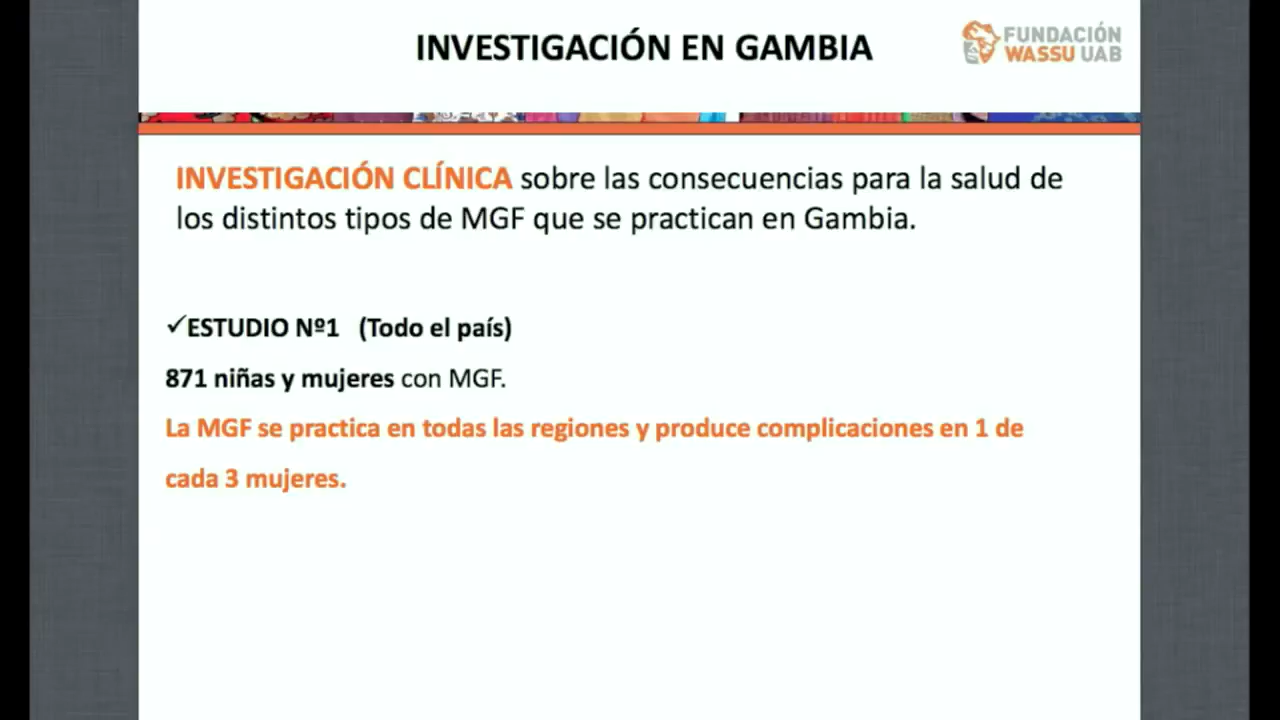 INVESTIGACIÓN EN GAMBIA
FUNDACIÓN
WASSU UAB
INVESTIGACIÓN CLÍNICA sobre las consecuencias para la salud de
los distintos tipos de MGF que se practican en Gambia.
✓ESTUDIO Nº1 (Todo el país)
871 niñas y mujeres con MGF.
La MGF se practica en todas las regiones y produce complicaciones en 1 de
cada 3 mujeres.